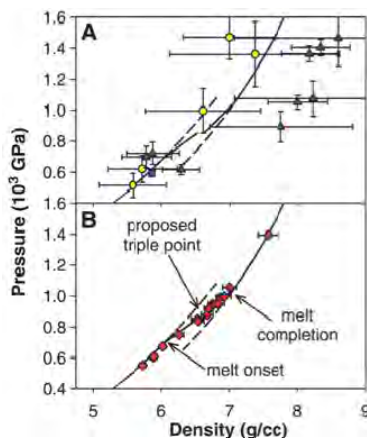 A
1.6
1.4
1.2
1.0
0.8
0.6
Pressure (10³ GPa)
B
1.6
1.4
1.2
1.0
0.8
0.6
0.4
proposed
triple point
melt
completion
melt onset
5 6 7 8 9
Density (g/cc)